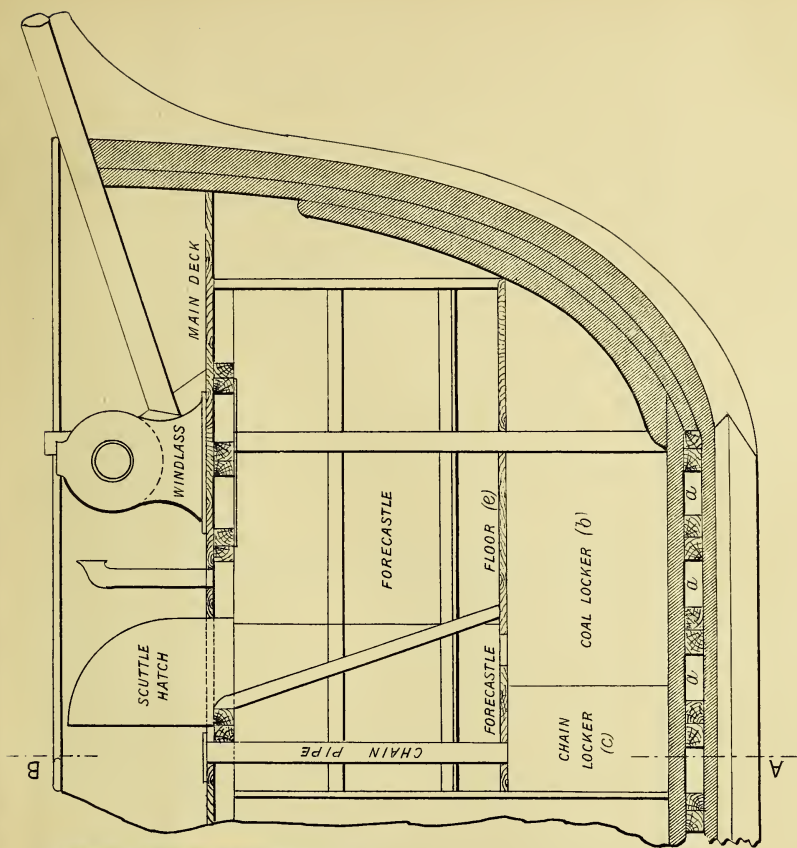 MAIN DECK
WINDLASS
SCUTTLE
HATCH
FORECASTLE
FORECASTLE FLOOR (e)
CHAIN PIPE
COAL LOCKER (b)
CHAIN
LOCKER
(c)
a
a
a
B
A